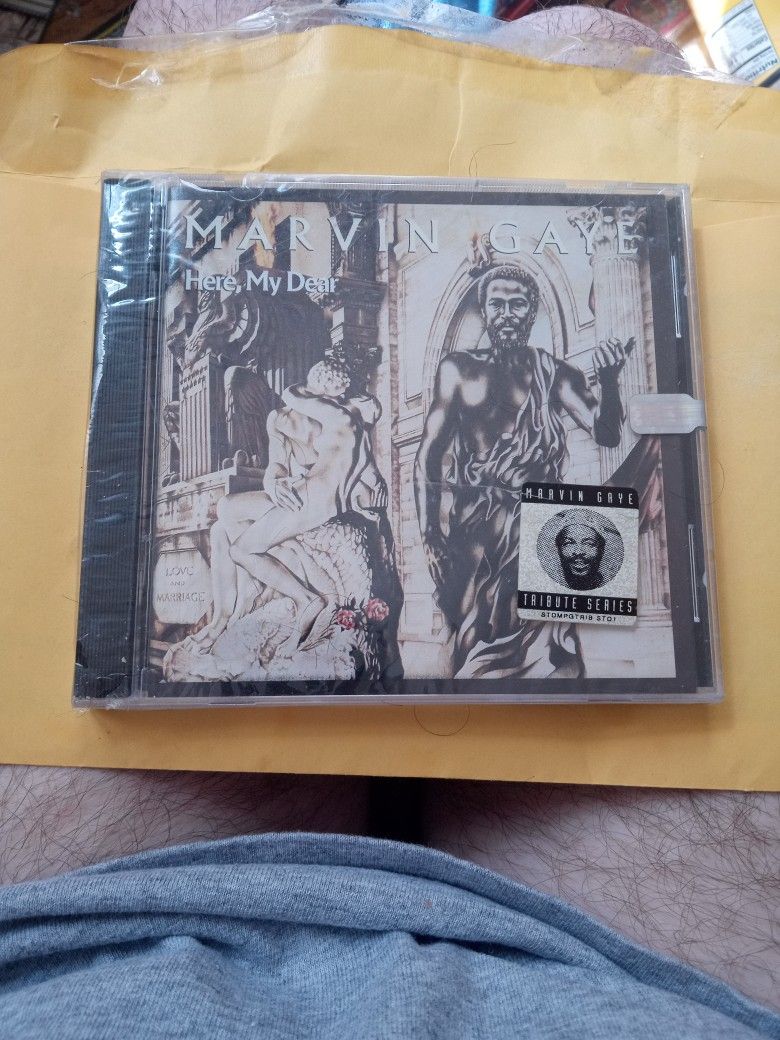 MARVIN GAYE
Here, My Dear
LOVE
AND
MARRIAGE
MARVIN GAYE
TRIBUTE SERIES